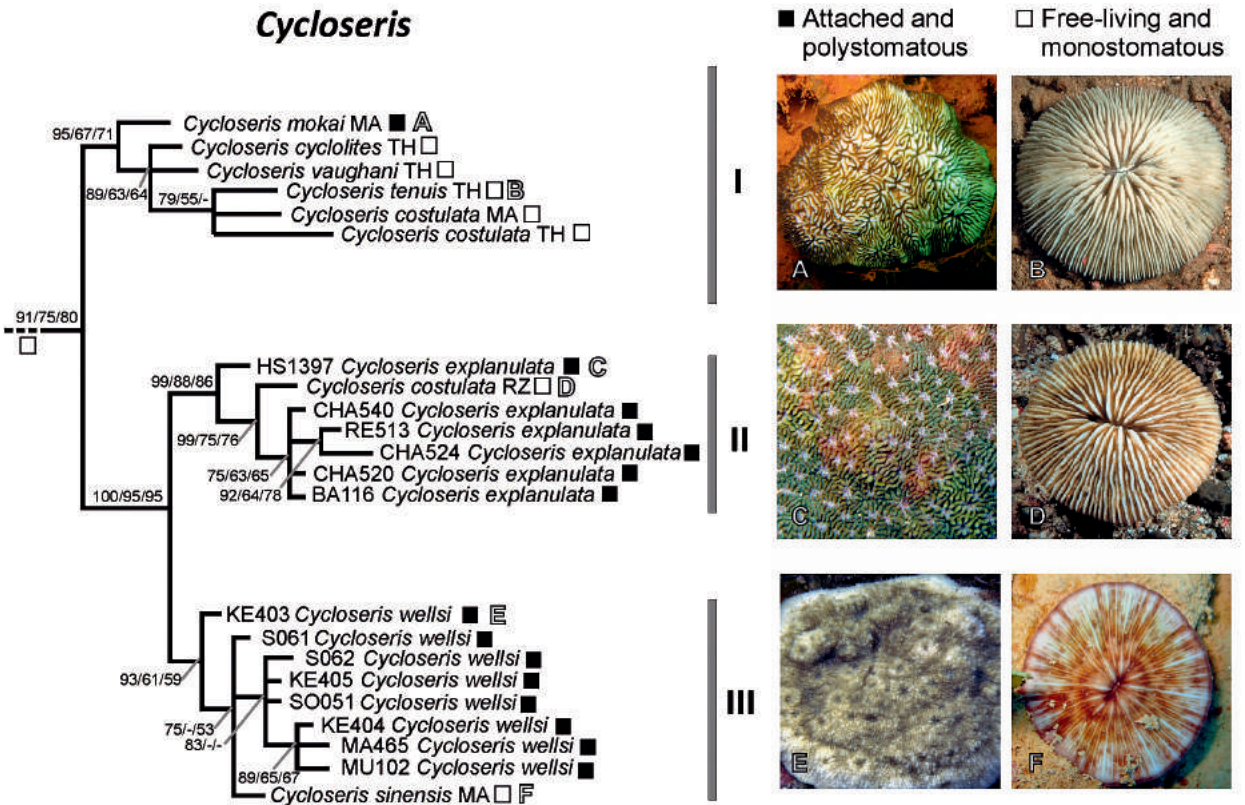 Cycloseris
Attached and
polystomatous
Free-living and
monostomatous
95/67/71
Cycloseris mokai MA A
Cycloseris cyclolites TH
Cycloseris vaughani TH
89/63/64
79/55/-
Cycloseris tenuis TH B
Cycloseris costulata MA
Cycloseris costulata TH
I
A
B
91/75/80
99/88/86
HS1397 Cycloseris explanulata C
Cycloseris costulata RZ D
CHA540 Cycloseris explanulata
RE513 Cycloseris explanulata
99/75/76
CHA524 Cycloseris explanulata
75/63/65
CHA520 Cycloseris explanulata
92/64/78
BA116 Cycloseris explanulata
II
C
D
100/95/95
KE403 Cycloseris wellsi E
S061 Cycloseris wellsi
S062 Cycloseris wellsi
93/61/59
KE405 Cycloseris wellsi
SO051 Cycloseris wellsi
75/-/53
KE404 Cycloseris wellsi
83/-/-
MA465 Cycloseris wellsi
89/65/67
MU102 Cycloseris wellsi
Cycloseris sinensis MA F
III
E
F